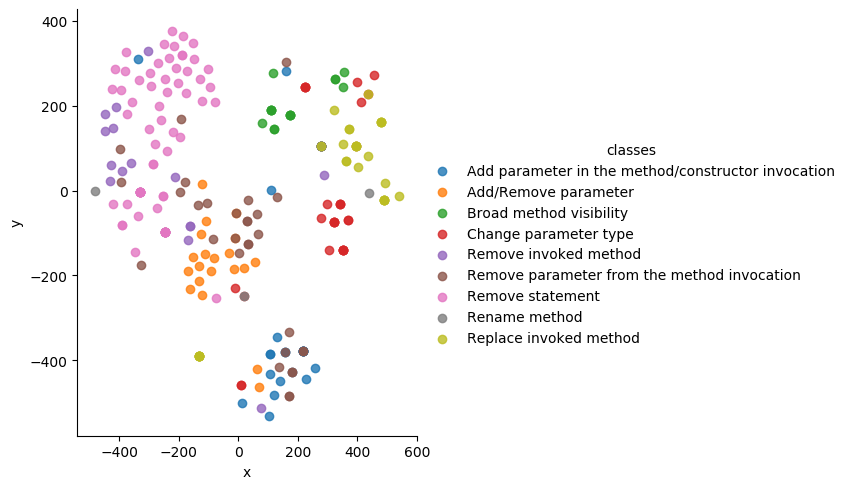 400
200
0
−200
−400
y
−400
−200
0
200
400
600
x
classes
Add parameter in the method/constructor invocation
Add/Remove parameter
Broad method visibility
Change parameter type
Remove invoked method
Remove parameter from the method invocation
Remove statement
Rename method
Replace invoked method